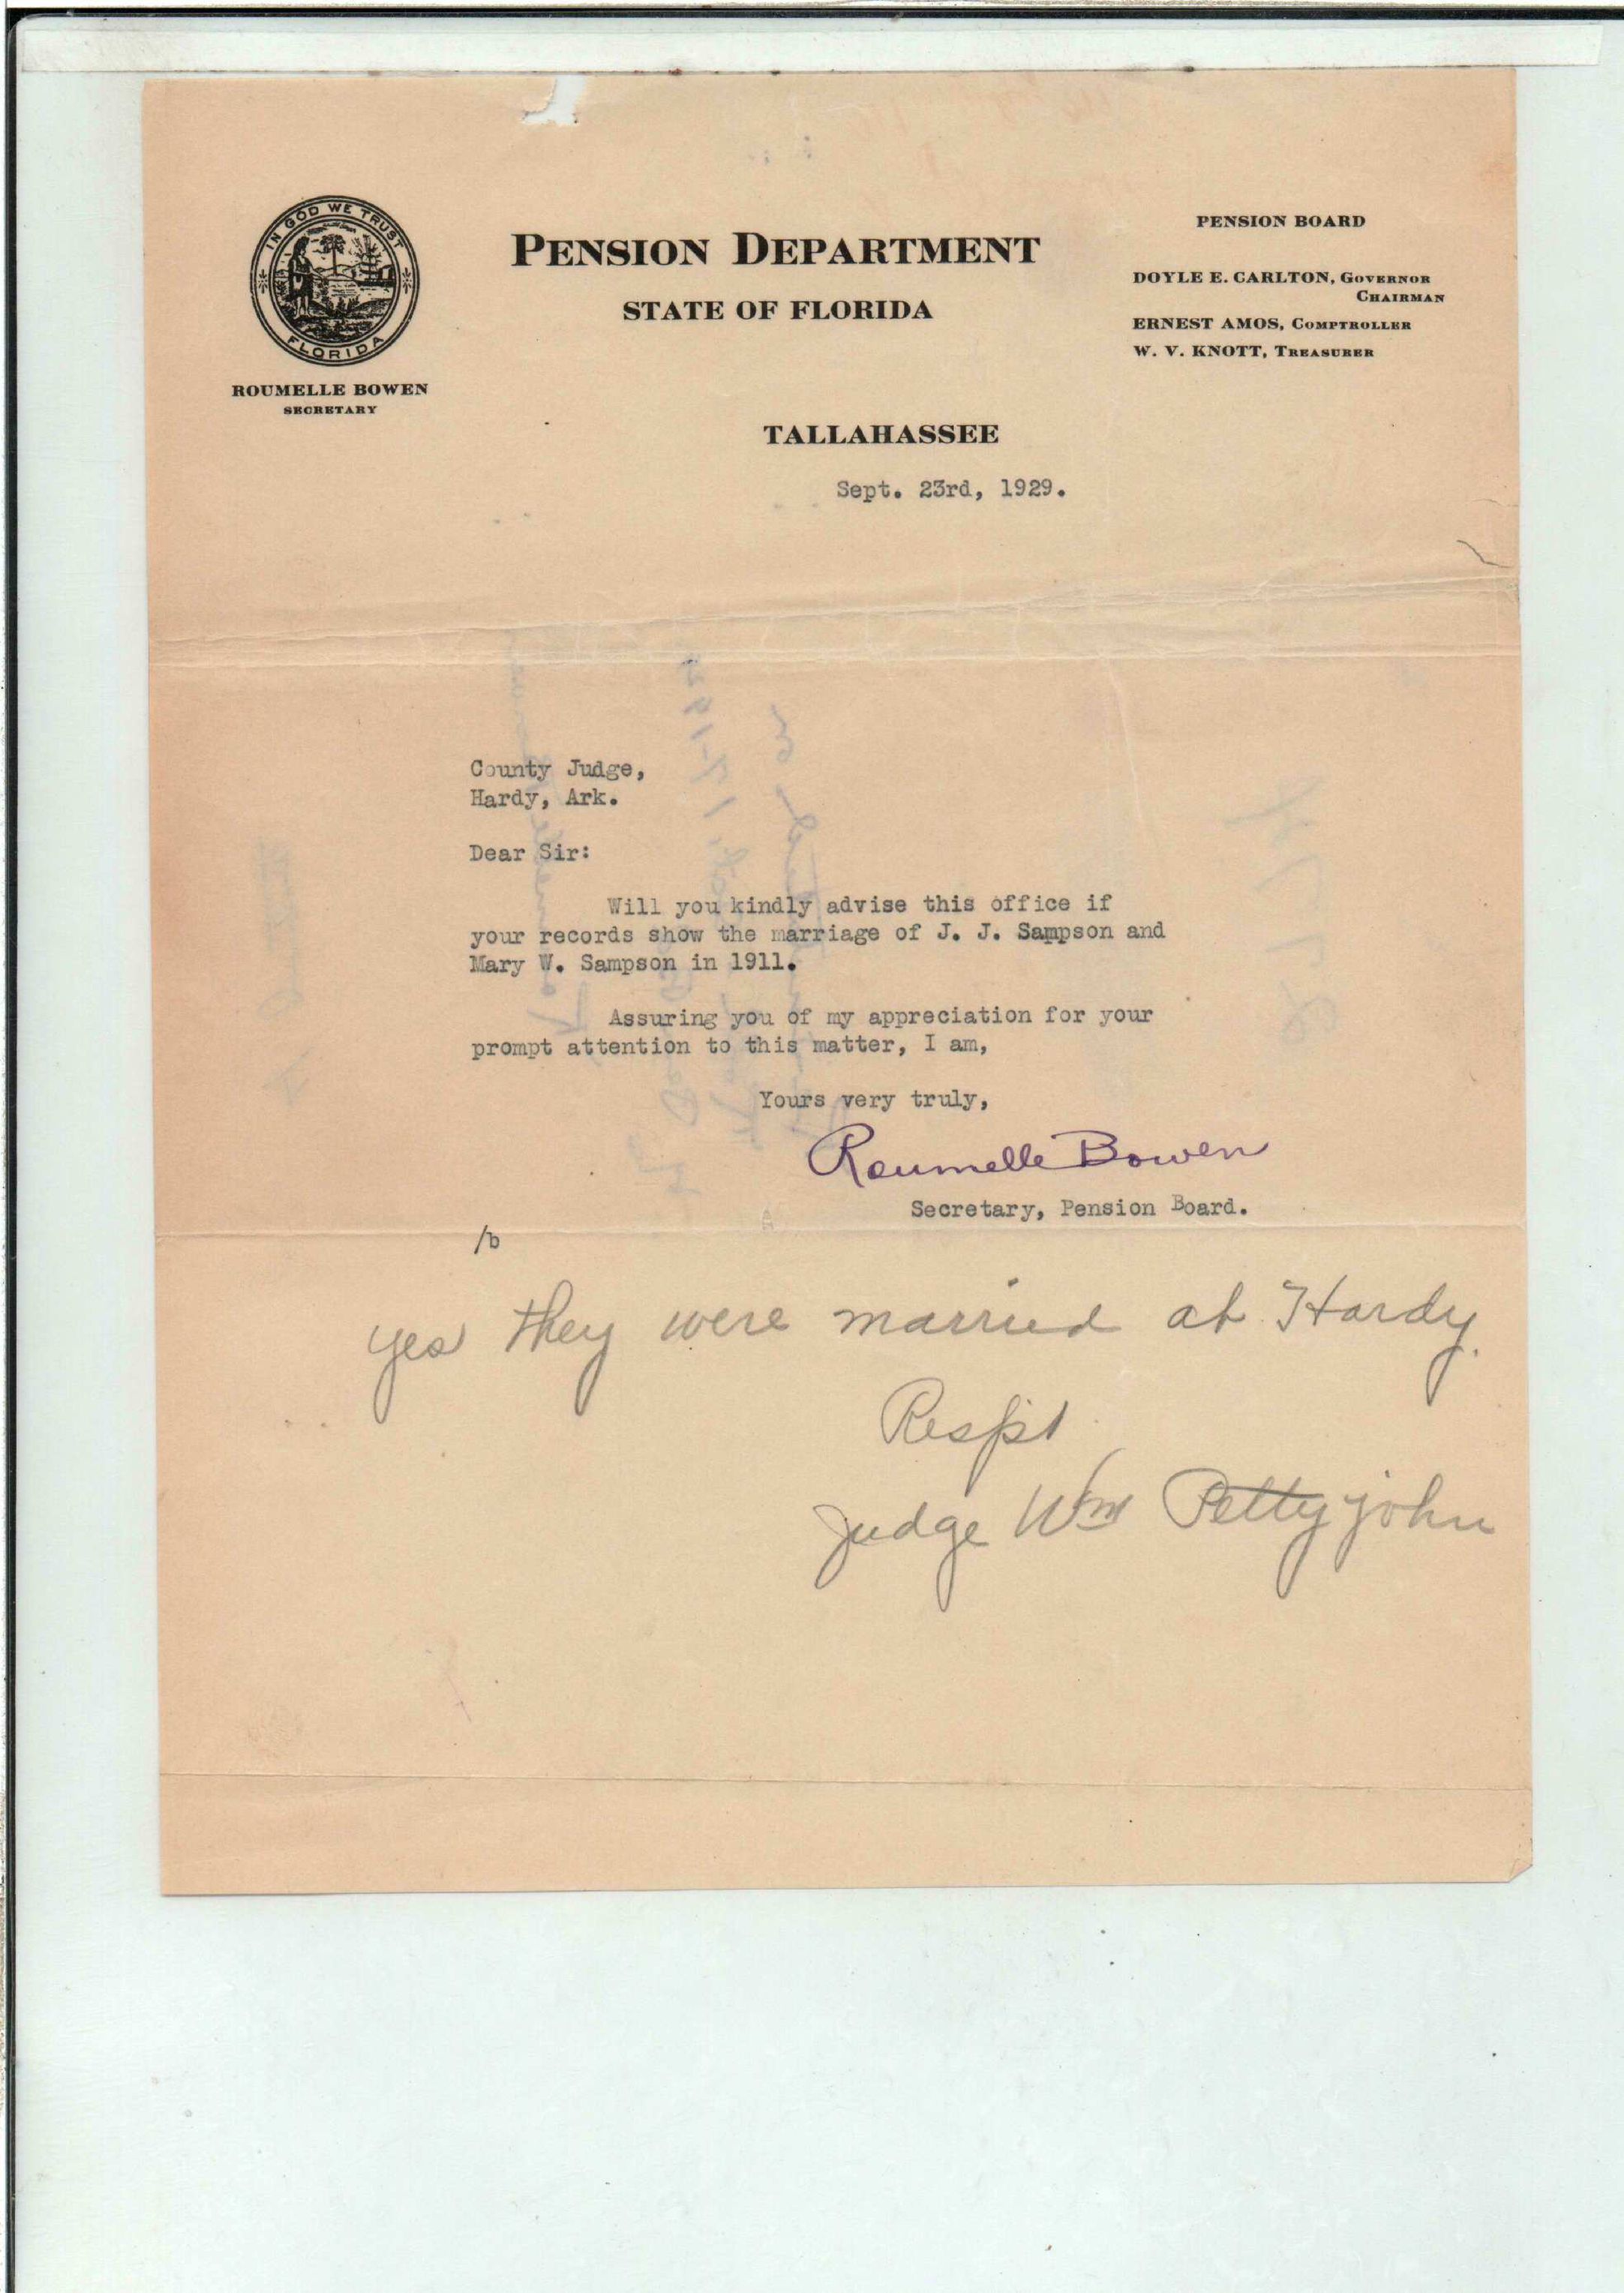 IN GOD WE TRUST
FLORIDA
ROUMELLE BOWEN
SECRETARY
PENSION DEPARTMENT
STATE OF FLORIDA
PENSION BOARD
DOYLE E. CARLTON, GOVERNOR
CHAIRMAN
ERNEST AMOS, COMPTROLLER
W. V. KNOTT, TREASURER
TALLAHASSEE
Sept. 23rd, 1929.
County Judge,
Hardy, Ark.
Dear Sir:
Will you kindly advise this office if
your records show the marriage of J. J. Sampson and
Mary W. Sampson in 1911.
Assuring you of my appreciation for your
prompt attention to this matter, I am,
Yours very truly,
Roumelle Bowen
Secretary, Pension Board.
/b
yes they were married at Hardy.
Respt
Judge Wm Pettyjohn